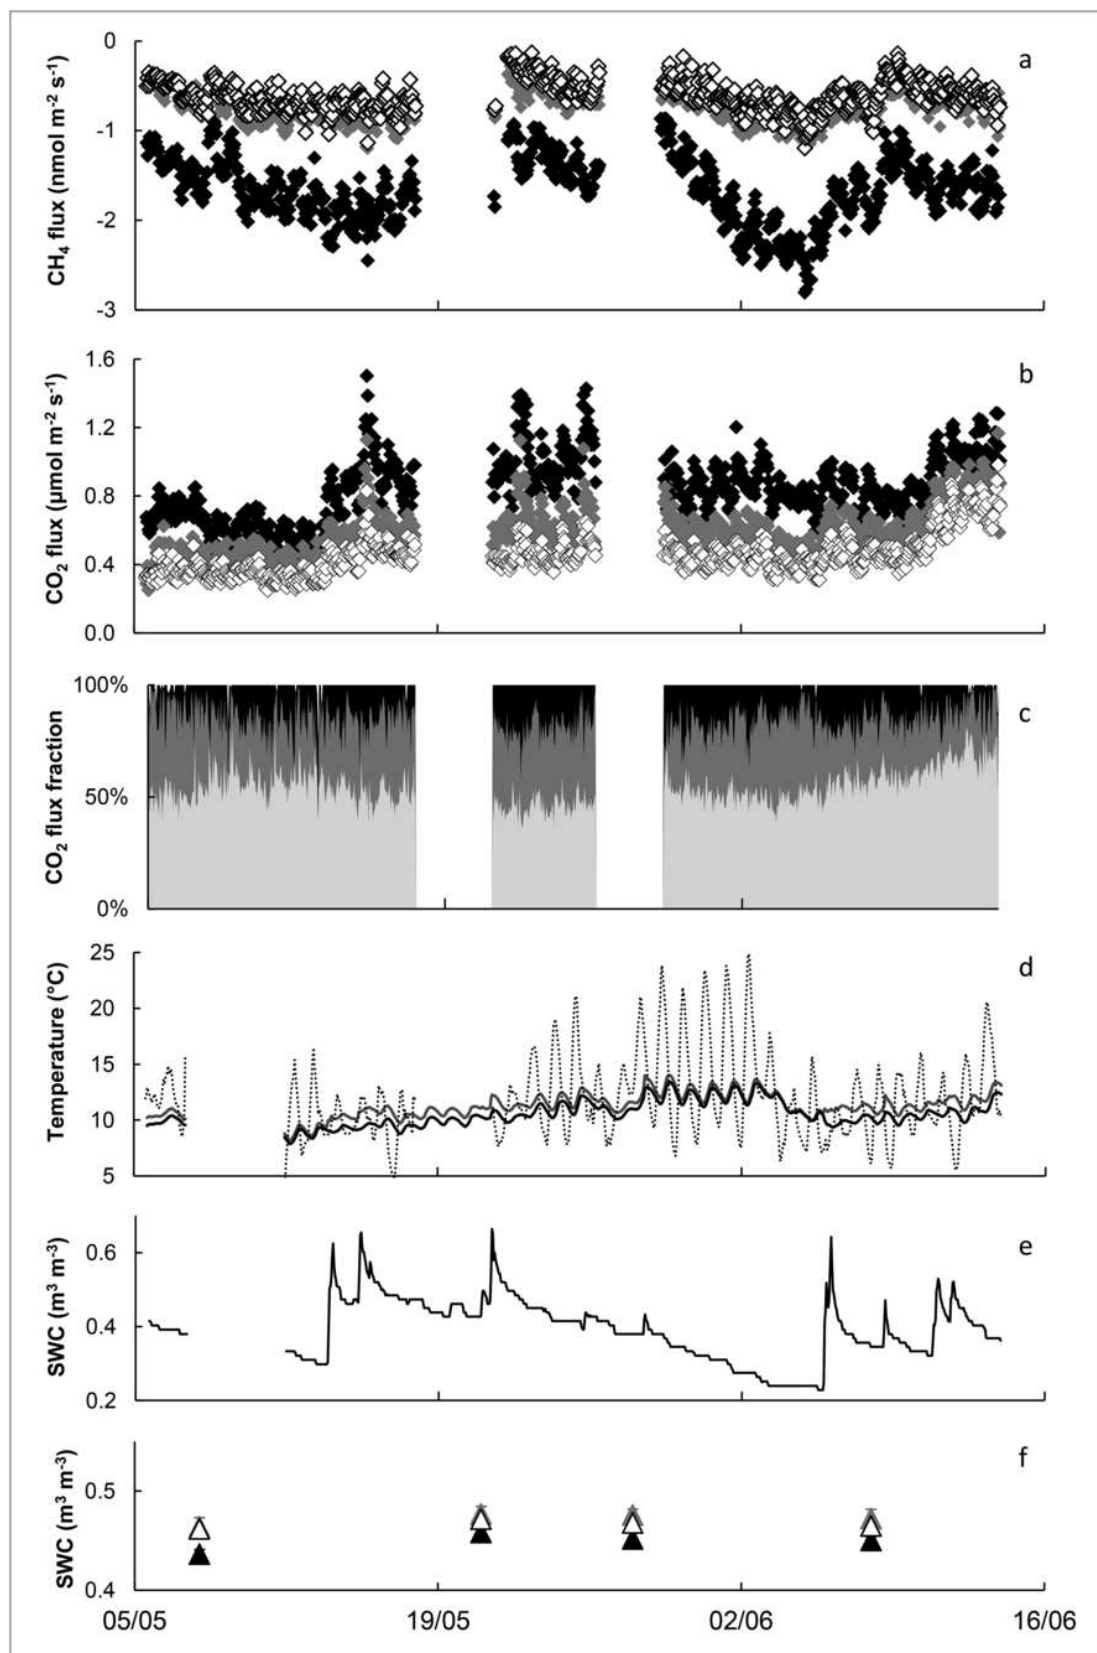 a
CH₄ flux (nmol m⁻² s⁻¹)
0
-1
-2
-3
b
CO₂ flux (µmol m⁻² s⁻¹)
1.6
1.2
0.8
0.4
0.0
c
CO₂ flux fraction
100%
50%
0%
d
Temperature (°C)
25
20
15
10
5
e
SWC (m³ m⁻³)
0.6
0.4
0.2
f
SWC (m³ m⁻³)
0.5
0.4
05/05 19/05 02/06 16/06